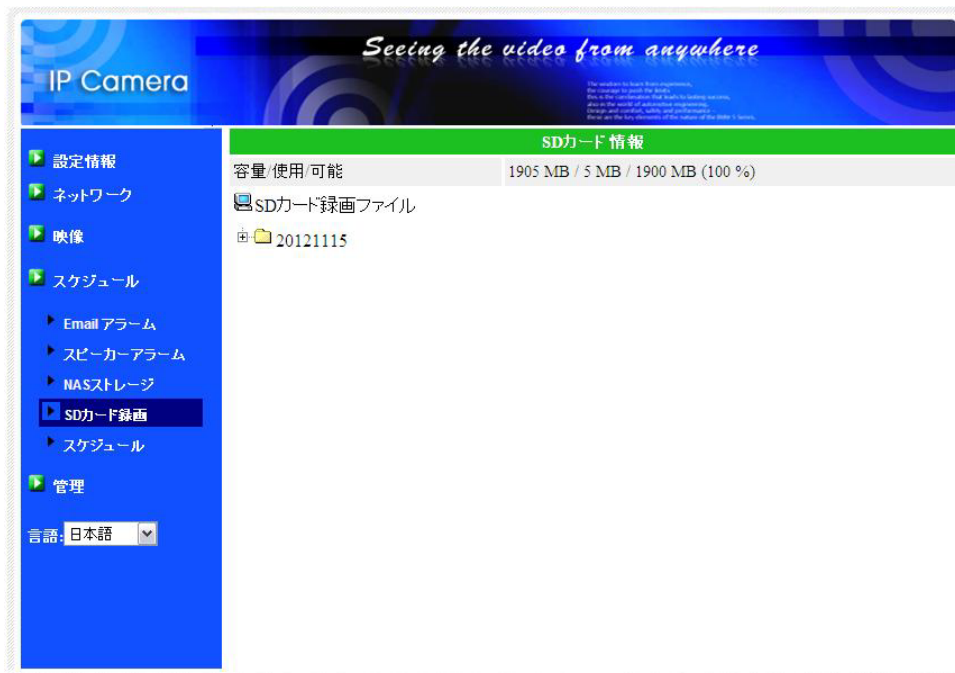 Seeing the video from anywhere
IP Camera
設定情報
ネットワーク
映像
スケジュール
Email アラーム
スピーカーアラーム
NASストレージ
SDカード録画
スケジュール
管理
言語: 日本語
SDカード 情報
容量/使用/可能 1905 MB / 5 MB / 1900 MB (100 %)
SDカード録画ファイル
20121115